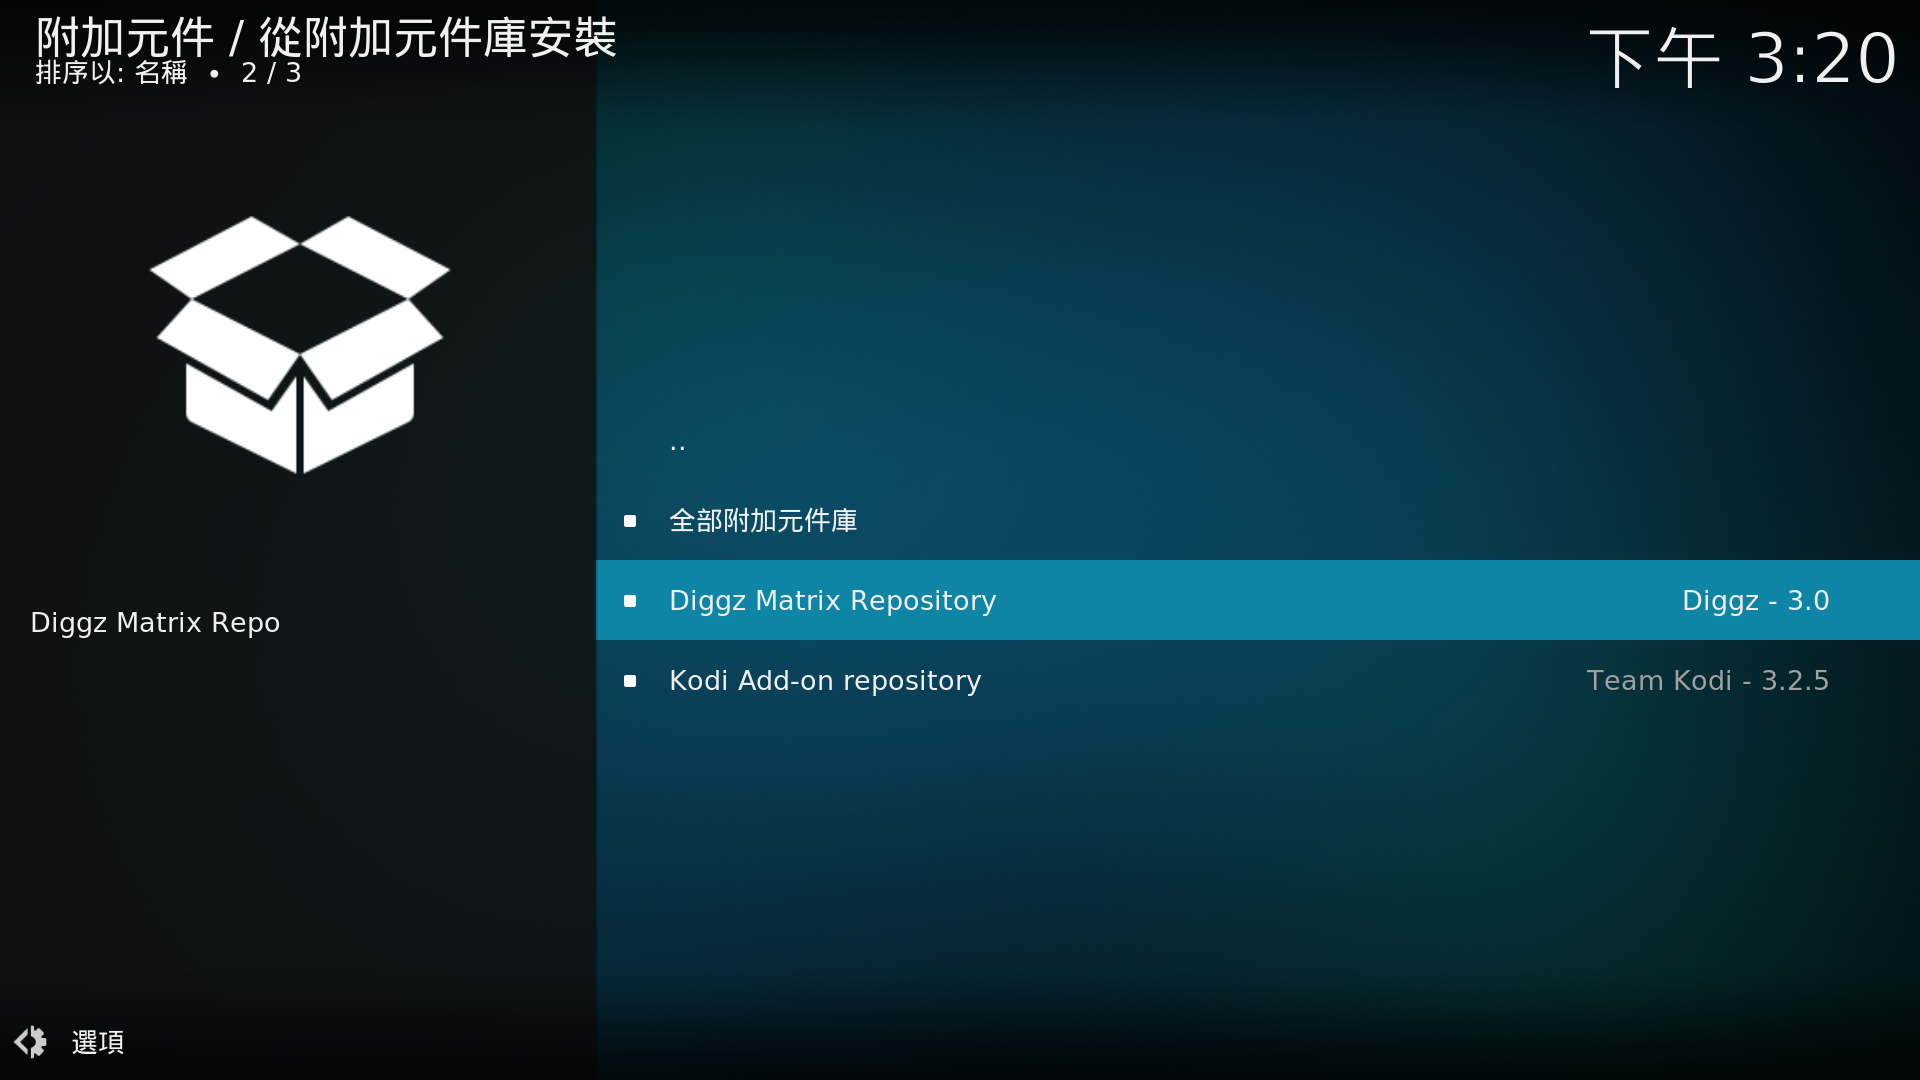 附加元件 / 從附加元件庫安裝
排序以: 名稱 • 2 / 3
下午 3:20
..
全部附加元件庫
Diggz Matrix Repository Diggz - 3.0
Kodi Add-on repository Team Kodi - 3.2.5
Diggz Matrix Repo
選項